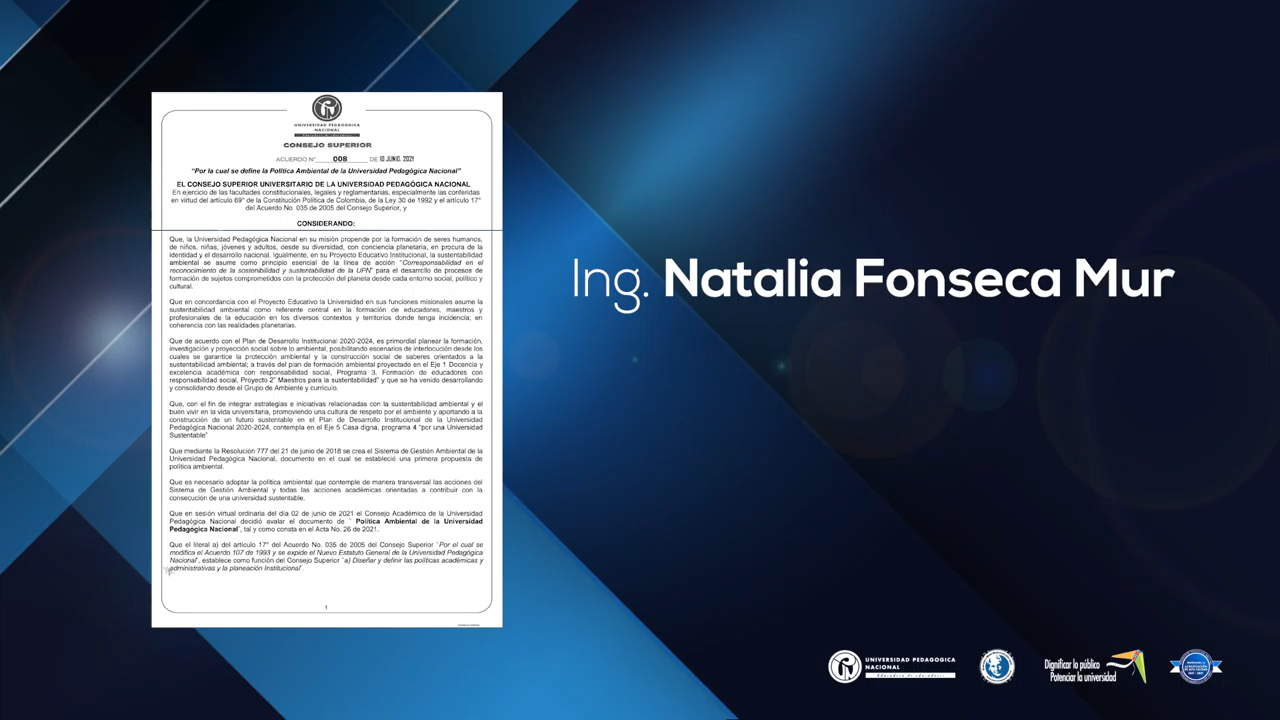 UNIVERSIDAD PEDAGOGICA
NACIONAL
Educadora de educadores
CONSEJO SUPERIOR
ACUERDO N° 008 DE 10 JUNIO. 2021
"Por la cual se define la Política Ambiental de la Universidad Pedagógica Nacional"
EL CONSEJO SUPERIOR UNIVERSITARIO DE LA UNIVERSIDAD PEDAGÓGICA NACIONAL
En ejercicio de las facultades constitucionales, legales y reglamentarias, especialmente las conferidas
en virtud del artículo 69° de la Constitución Política de Colombia, de la Ley 30 de 1992 y el artículo 17°
del Acuerdo No. 035 de 2005 del Consejo Superior, y
CONSIDERANDO:
Que, la Universidad Pedagógica Nacional en su misión propende por la formación de seres humanos,
de niños, niñas, jóvenes y adultos, desde su diversidad, con conciencia planetaria, en procura de la
identidad y el desarrollo nacional. Igualmente, en su Proyecto Educativo Institucional, la sustentabilidad
ambiental se asume como principio esencial de la línea de acción "Corresponsabilidad en el
reconocimiento de la sostenibilidad y sustentabilidad de la UPN" para el desarrollo de procesos de
formación de sujetos comprometidos con la protección del planeta desde cada entorno social, político y
cultural.
Que en concordancia con el Proyecto Educativo la Universidad en sus funciones misionales asume la
sustentabilidad ambiental como referente central en la formación de educadores, maestros y
profesionales de la educación en los diversos contextos y territorios donde tenga incidencia; en
coherencia con las realidades planetarias.
Que de acuerdo con el Plan de Desarrollo Institucional 2020-2024, es primordial planear la formación,
investigación y proyección social sobre lo ambiental, posibilitando escenarios de interlocución desde los
cuales se garantice la protección ambiental y la construcción social de saberes orientados a la
sustentabilidad ambiental; a través del plan de formación ambiental proyectado en el Eje 1 Docencia y
excelencia académica con responsabilidad social, Programa 3. Formación de educadores con
responsabilidad social, Proyecto 2" Maestros para la sustentabilidad" y que se ha venido desarrollando
y consolidando desde el Grupo de Ambiente y currículo.
Que, con el fin de integrar estrategias e iniciativas relacionadas con la sustentabilidad ambiental y el
buen vivir en la vida universitaria, promoviendo una cultura de respeto por el ambiente y aportando a la
construcción de un futuro sustentable en el Plan de Desarrollo Institucional de la Universidad
Pedagógica Nacional 2020-2024, contempla en el Eje 5 Casa digna, programa 4 "por una Universidad
Sustentable"
Que mediante la Resolución 777 del 21 de junio de 2018 se crea el Sistema de Gestión Ambiental de la
Universidad Pedagógica Nacional, documento en el cual se estableció una primera propuesta de
política ambiental.
Que es necesario adoptar la política ambiental que contemple de manera transversal las acciones del
Sistema de Gestión Ambiental y todas las acciones académicas orientadas a contribuir con la
consecución de una universidad sustentable.
Que en sesión virtual ordinaria del día 02 de junio de 2021 el Consejo Académico de la Universidad
Pedagógica Nacional decidió avalar el documento de " Política Ambiental de la Universidad
Pedagógica Nacional", tal y como consta en el Acta No. 26 de 2021.
Que el literal a) del artículo 17° del Acuerdo No. 035 de 2005 del Consejo Superior "Por el cual se
modifica el Acuerdo 107 de 1993 y se expide el Nuevo Estatuto General de la Universidad Pedagógica
Nacional", establece como función del Consejo Superior "a) Diseñar y definir las políticas académicas y
administrativas y la planeación Institucional".
1
Ing. Natalia Fonseca Mur
UNIVERSIDAD PEDAGOGICA
NACIONAL
Educadora de educadores
Dignificar lo público
Potenciar la universidad